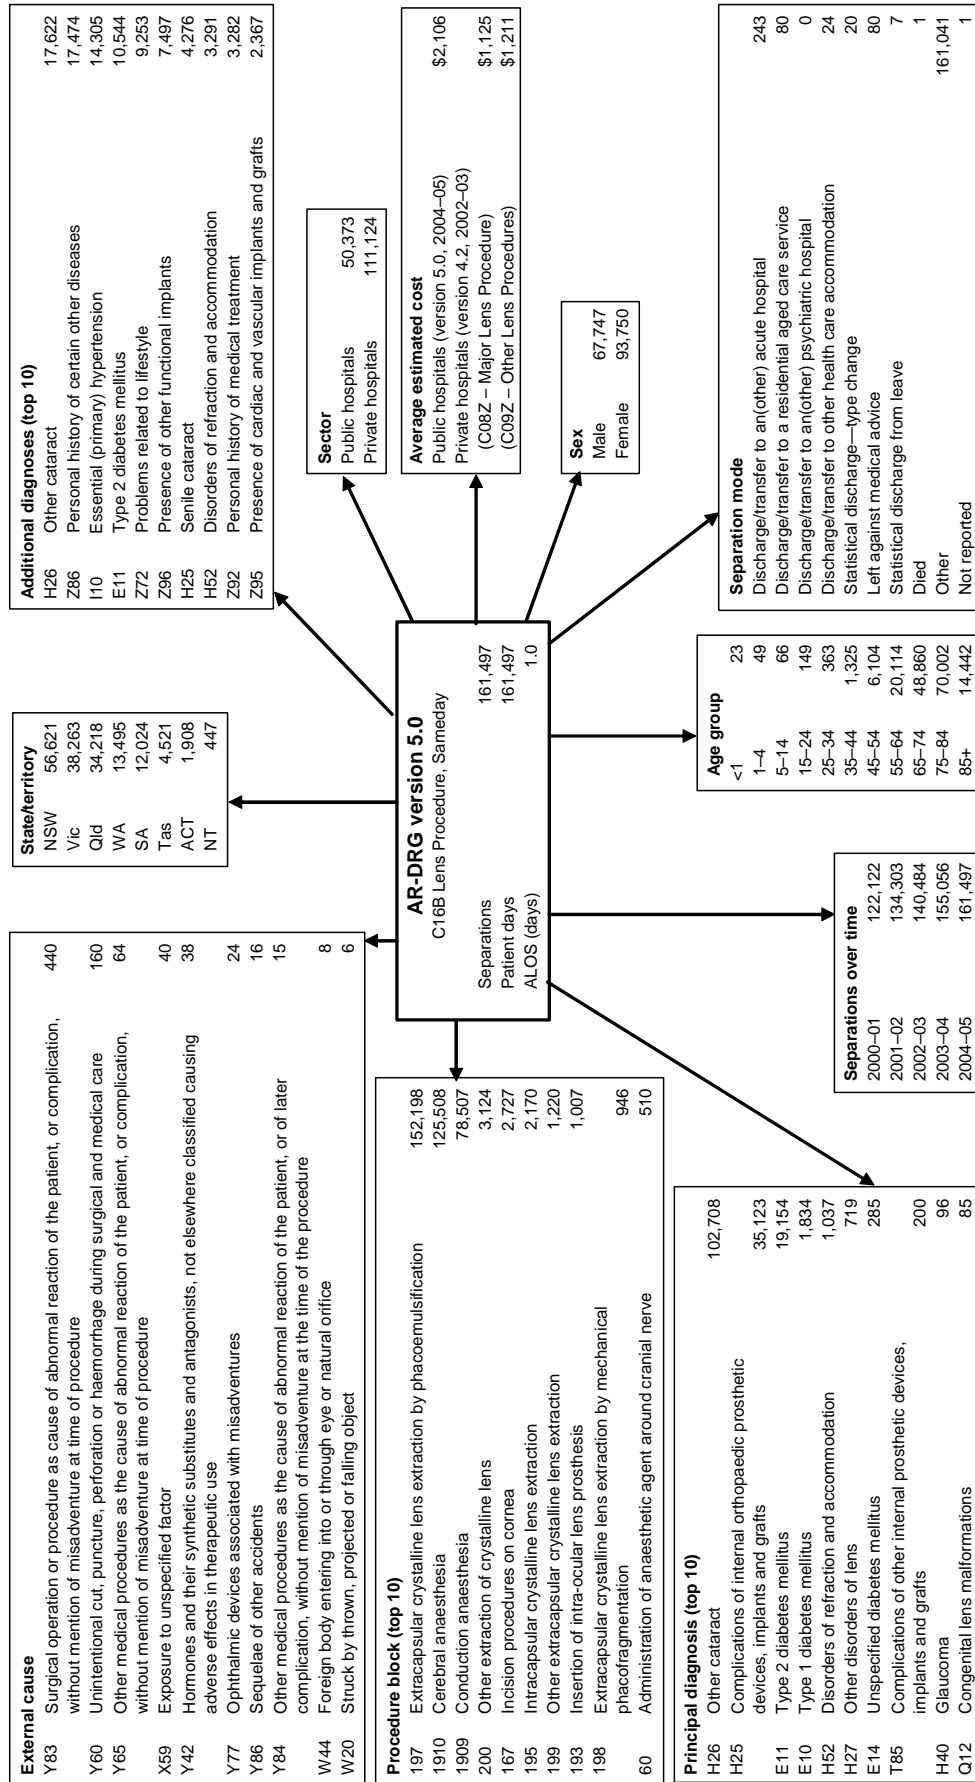 External cause
Y83 Surgical operation or procedure as cause of abnormal reaction of the patient, or complication, 440
without mention of misadventure at time of procedure
Y60 Unintentional cut, puncture, perforation or haemorrhage during surgical and medical care 160
Y65 Other medical procedures as the cause of abnormal reaction of the patient, or complication, 64
without mention of misadventure at time of procedure
X59 Exposure to unspecified factor 40
Y42 Hormones and their synthetic substitutes and antagonists, not elsewhere classified causing 38
adverse effects in therapeutic use
Y77 Ophthalmic devices associated with misadventures 24
Y86 Sequelae of other accidents 16
Y84 Other medical procedures as the cause of abnormal reaction of the patient, or of later 15
complication, without mention of misadventure at the time of the procedure
W44 Foreign body entering into or through eye or natural orifice 8
W20 Struck by thrown, projected or falling object 6
State/territory
NSW 56,621
Vic 38,263
Qld 34,218
WA 13,495
SA 12,024
Tas 4,521
ACT 1,908
NT 447
Additional diagnoses (top 10)
H26 Other cataract 17,622
Z86 Personal history of certain other diseases 17,474
I10 Essential (primary) hypertension 14,305
E11 Type 2 diabetes mellitus 10,544
Z72 Problems related to lifestyle 9,253
Z96 Presence of other functional implants 7,497
H25 Senile cataract 4,276
H52 Disorders of refraction and accommodation 3,291
Z92 Personal history of medical treatment 3,282
Z95 Presence of cardiac and vascular implants and grafts 2,367
Procedure block (top 10)
197 Extracapsular crystalline lens extraction by phacoemulsification 152,198
1910 Cerebral anaesthesia 125,508
1909 Conduction anaesthesia 78,507
200 Other extraction of crystalline lens 3,124
167 Incision procedures on cornea 2,727
195 Intracapsular crystalline lens extraction 2,170
199 Other extracapsular crystalline lens extraction 1,220
193 Insertion of intra-ocular lens prosthesis 1,007
198 Extracapsular crystalline lens extraction by mechanical
phacofragmentation 946
60 Administration of anaesthetic agent around cranial nerve 510
AR-DRG version 5.0
C16B Lens Procedure, Sameday
Separations 161,497
Patient days 161,497
ALOS (days) 1.0
Sector
Public hospitals 50,373
Private hospitals 111,124
Average estimated cost
Public hospitals (version 5.0, 2004–05) $2,106
Private hospitals (version 4.2, 2002–03)
(C08Z – Major Lens Procedure) $1,125
(C09Z – Other Lens Procedures) $1,211
Sex
Male 67,747
Female 93,750
Principal diagnosis (top 10)
H26 Other cataract 102,708
H25 Complications of internal orthopaedic prosthetic
devices, implants and grafts 35,123
E11 Type 2 diabetes mellitus 19,154
E10 Type 1 diabetes mellitus 1,834
H52 Disorders of refraction and accommodation 1,037
H27 Other disorders of lens 719
E14 Unspecified diabetes mellitus 285
T85 Complications of other internal prosthetic devices,
implants and grafts 200
H40 Glaucoma 96
Q12 Congenital lens malformations 85
Separations over time
2000–01 122,122
2001–02 134,303
2002–03 140,484
2003–04 155,056
2004–05 161,497
Age group
<1 23
1–4 49
5–14 66
15–24 149
25–34 363
35–44 1,325
45–54 6,104
55–64 20,114
65–74 48,860
75–84 70,002
85+ 14,442
Separation mode
Discharge/transfer to an(other) acute hospital 243
Discharge/transfer to a residential aged care service 80
Discharge/transfer to an(other) psychiatric hospital 0
Discharge/transfer to other health care accommodation 24
Statistical discharge—type change 20
Left against medical advice 80
Statistical discharge from leave 7
Died 1
Other 161,041
Not reported 1